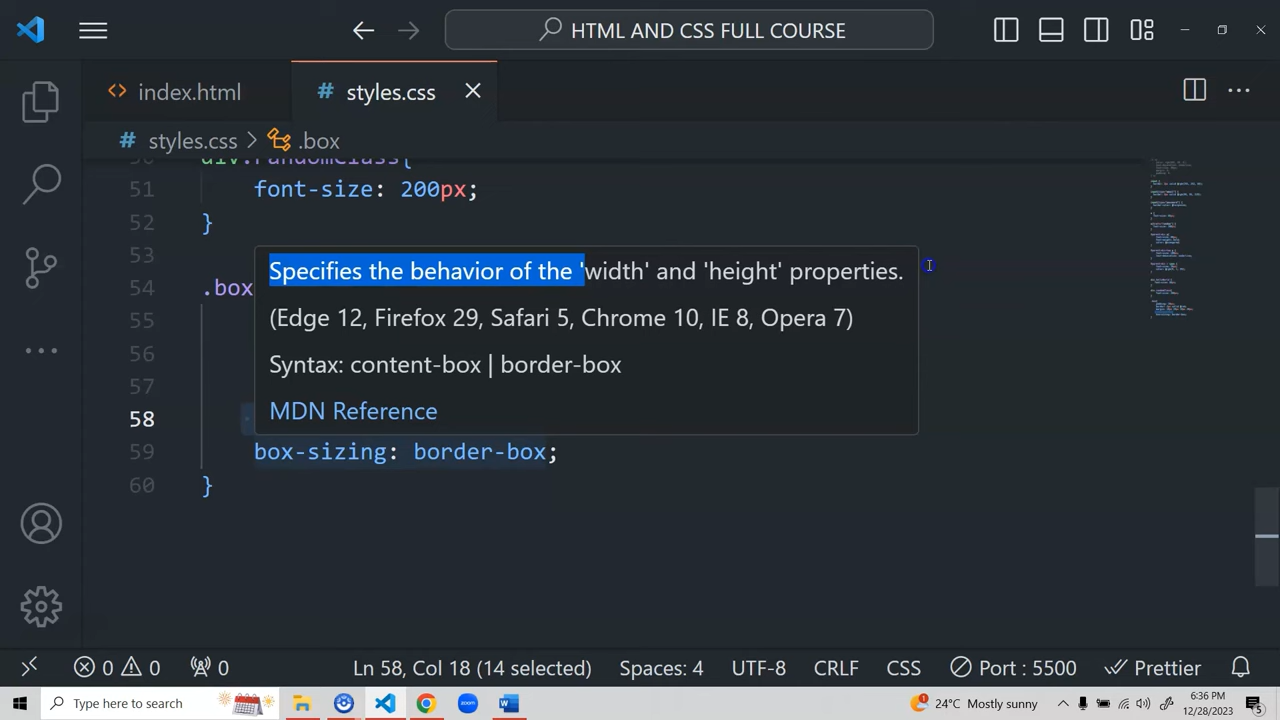 HTML AND CSS FULL COURSE
index.html
# styles.css
# styles.css > .box
div.randomClass{
51 font-size: 200px;
52 }
53
54 .box
55
56
57
58
59 box-sizing: border-box;
60 }
Specifies the behavior of the 'width' and 'height' properties.
(Edge 12, Firefox 29, Safari 5, Chrome 10, IE 8, Opera 7)
Syntax: content-box | border-box
MDN Reference
0 0 0 Ln 58, Col 18 (14 selected) Spaces: 4 UTF-8 CRLF CSS Port : 5500 Prettier
Type here to search
1 24°C Mostly sunny
6:36 PM
12/28/2023
5